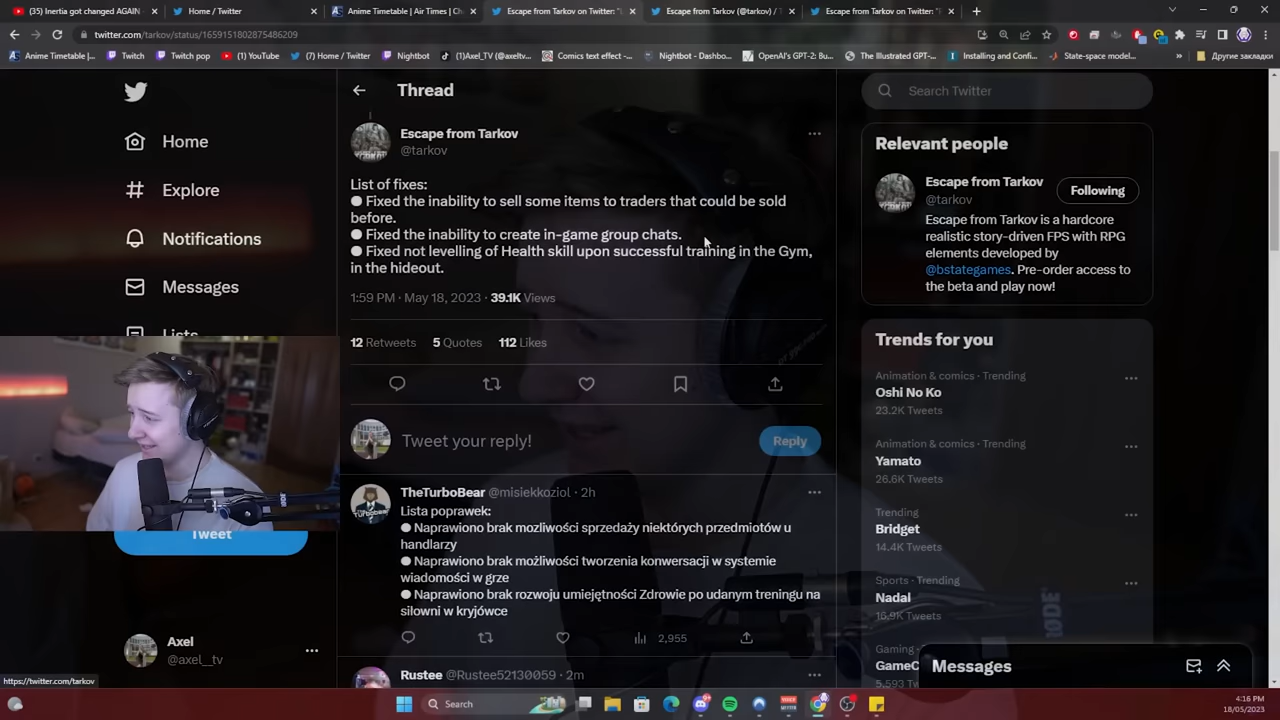 (35) Inertia got changed AGAIN -
Home / Twitter
Anime Timetable | Air Times | Ch
Escape from Tarkov on Twitter: "
Escape from Tarkov (@tarkov) / T
Escape from Tarkov on Twitter: "
twitter.com/tarkov/status/1659151802875486209
Anime Timetable |...
Twitch
Twitch pop
(1) YouTube
(7) Home / Twitter
Nightbot
Axel_TV (@axeltv...
Comics text effect -...
Nightbot - Dashbo...
OpenAI's GPT-2: Bu...
The Illustrated GPT-...
Installing and Confi...
State-space model...
»
Другие закладки
Thread
Search Twitter
Home
Explore
Notifications
Messages
Lists
Tweet
Axel
@axel__tv
Escape from Tarkov
@tarkov
List of fixes:
● Fixed the inability to sell some items to traders that could be sold
before.
● Fixed the inability to create in-game group chats.
● Fixed not levelling of Health skill upon successful training in the Gym,
in the hideout.
1:59 PM · May 18, 2023 · 39.1K Views
12 Retweets 5 Quotes 112 Likes
Tweet your reply!
Reply
TheTurboBear @misiekkoziol · 2h
Lista poprawek:
● Naprawiono brak mozliwości sprzedaży niektórych przedmiotów u
handlarzy
● Naprawiono brak możliwości tworzenia konwersacji w systemie
wiadomości w grze
● Naprawiono brak rozwoju umiejętności Zdrowie po udanym treningu na
siłowni w kryjówce
2,955
Rustee @Rustee52130059 · 2m
Relevant people
Escape from Tarkov
@tarkov
Following
Escape from Tarkov is a hardcore
realistic story-driven FPS with RPG
elements developed by
@bstategames. Pre-order access to
the beta and play now!
Trends for you
Animation & comics · Trending
Oshi No Ko
23.2K Tweets
Animation & comics · Trending
Yamato
26.6K Tweets
Trending
Bridget
14.4K Tweets
Sports · Trending
Nadal
16.9K Tweets
Gaming ·
GameC
5,593 Tw
Messages
https://twitter.com/tarkov
Search
4:16 PM
18/05/2023
RØDE